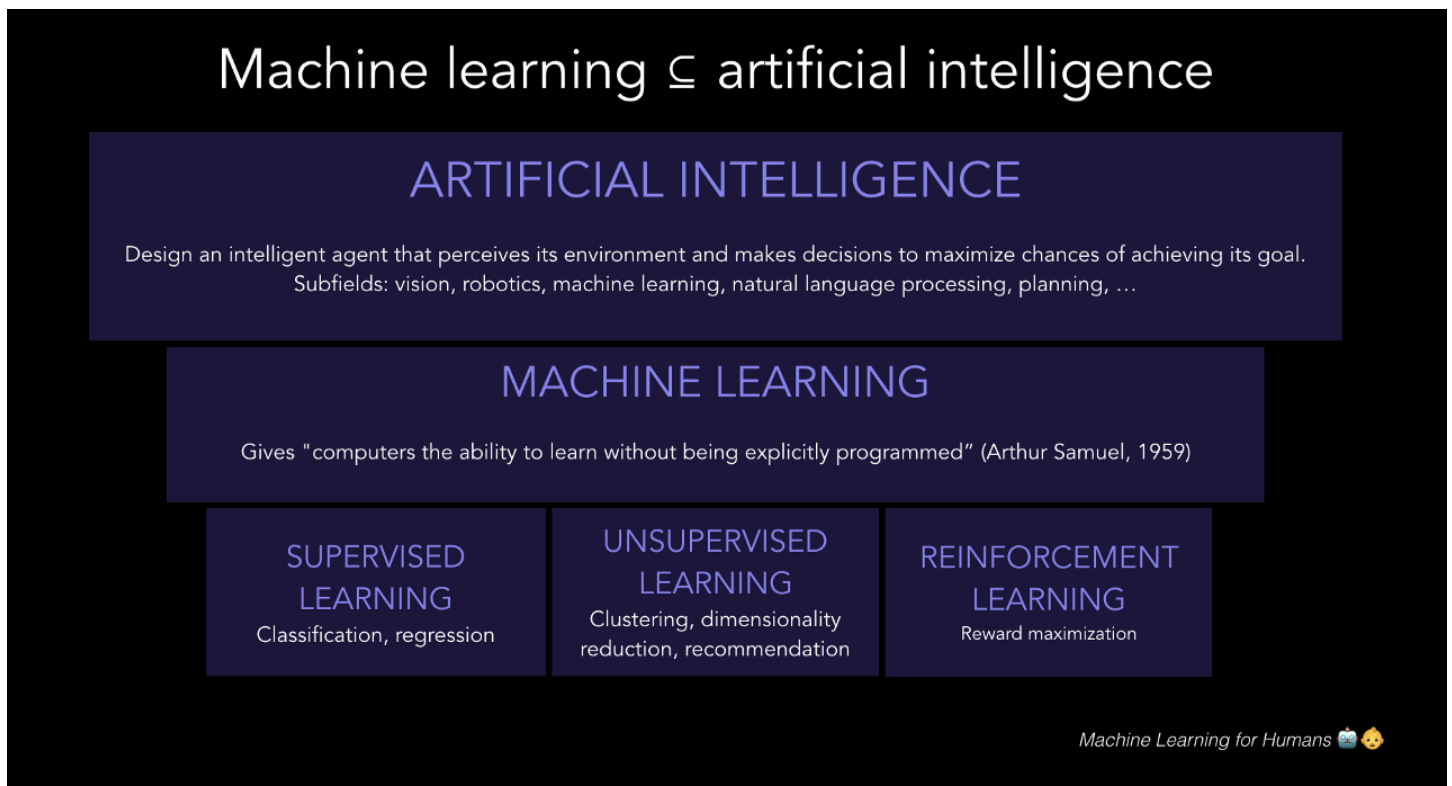 Machine learning ⊆ artificial intelligence
ARTIFICIAL INTELLIGENCE
Design an intelligent agent that perceives its environment and makes decisions to maximize chances of achieving its goal.
Subfields: vision, robotics, machine learning, natural language processing, planning, …
MACHINE LEARNING
Gives "computers the ability to learn without being explicitly programmed” (Arthur Samuel, 1959)
SUPERVISED
LEARNING
Classification, regression
UNSUPERVISED
LEARNING
Clustering, dimensionality
reduction, recommendation
REINFORCEMENT
LEARNING
Reward maximization
Machine Learning for Humans 🤖👶